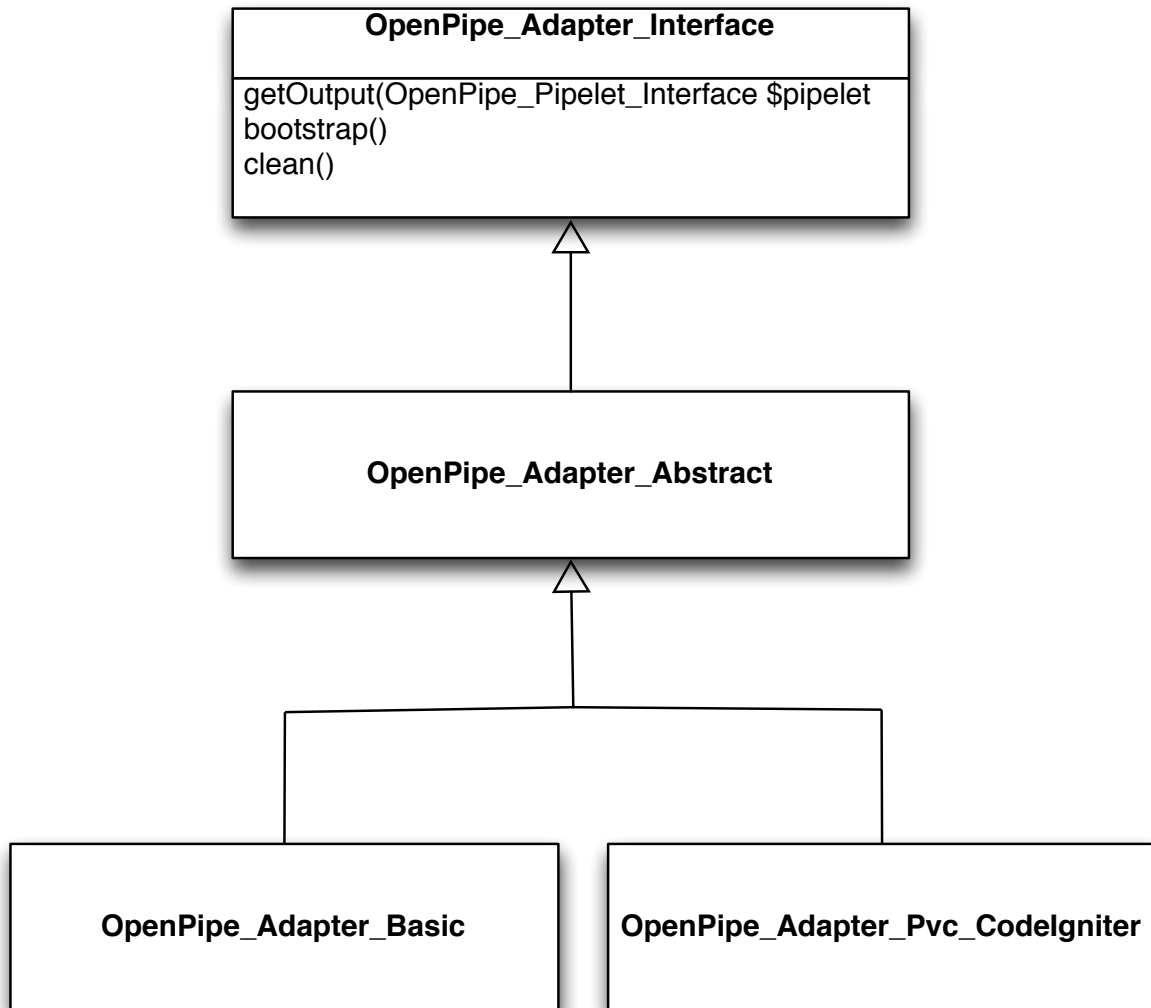 OpenPipe_Adapter_Interface
getOutput(OpenPipe_Pipelet_Interface $pipelet
bootstrap()
clean()
OpenPipe_Adapter_Abstract
OpenPipe_Adapter_Basic
OpenPipe_Adapter_Pvc_CodeIgniter